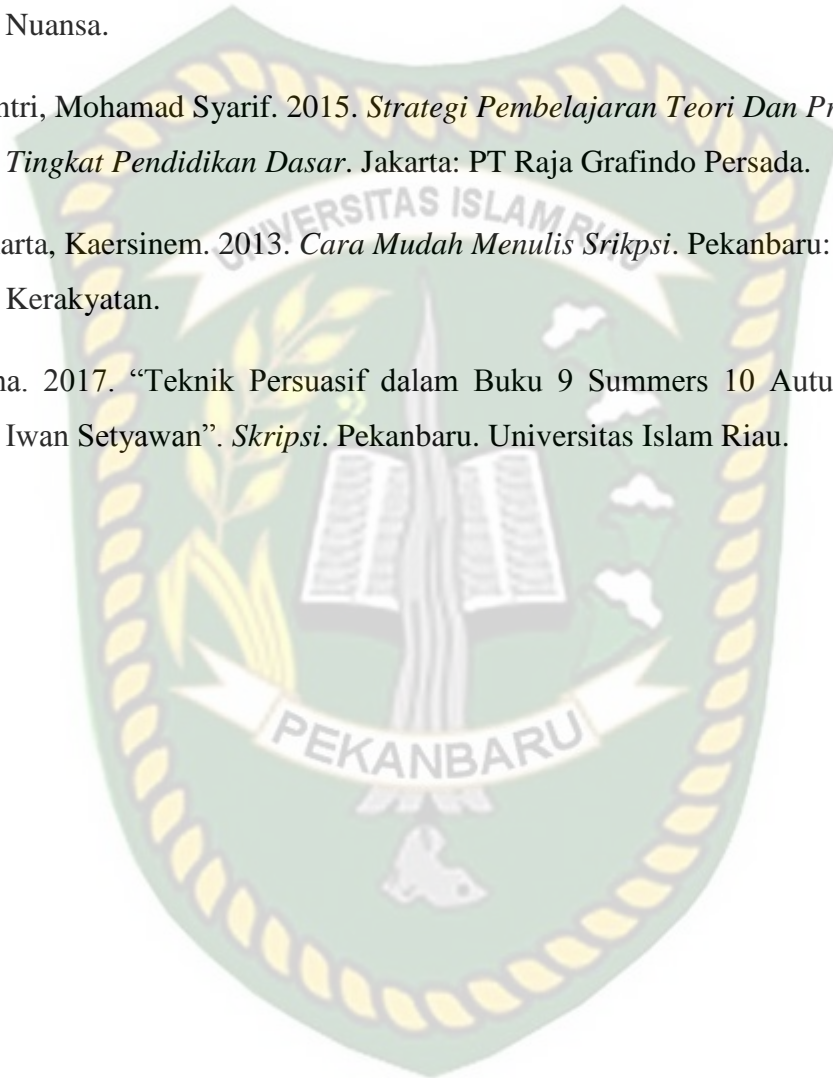 Nuansa.
ntri, Mohamad Syarif. 2015. Strategi Pembelajaran Teori Dan Pr
Tingkat Pendidikan Dasar. Jakarta: PT Raja Grafindo Persada.
UNIVERSITAS ISLAM RIAU
arta, Kaersinem. 2013. Cara Mudah Menulis Srikpsi. Pekanbaru:
Kerakyatan.
na. 2017. “Teknik Persuasif dalam Buku 9 Summers 10 Autu
Iwan Setyawan”. Skripsi. Pekanbaru. Universitas Islam Riau.
PEKANBARU